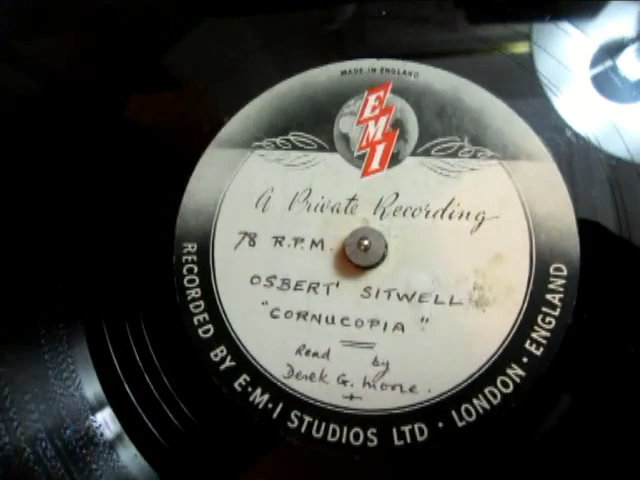 MADE IN ENGLAND
EMI
A Private Recording
78 R.P.M.
OSBERT SITWELL
"CORNUCOPIA"
Read by
Derek G.
RECORDED BY E·M·I STUDIOS LTD · LONDON · ENGLAND